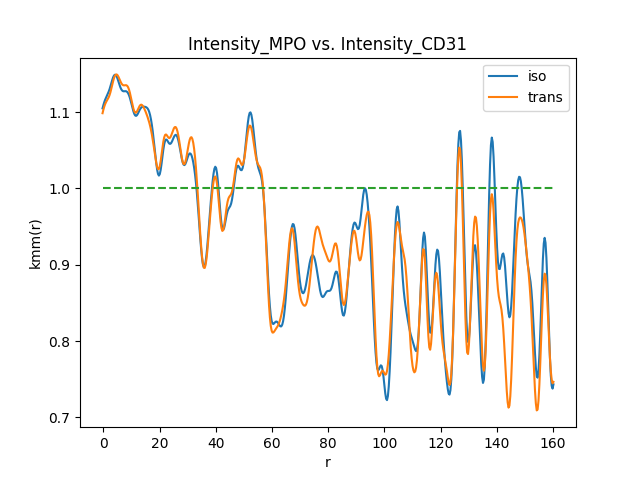 Intensity_MPO vs. Intensity_CD31
iso
trans
1.1
1.0
0.9
0.8
0.7
kmm(r)
0 20 40 60 80 100 120 140 160
r